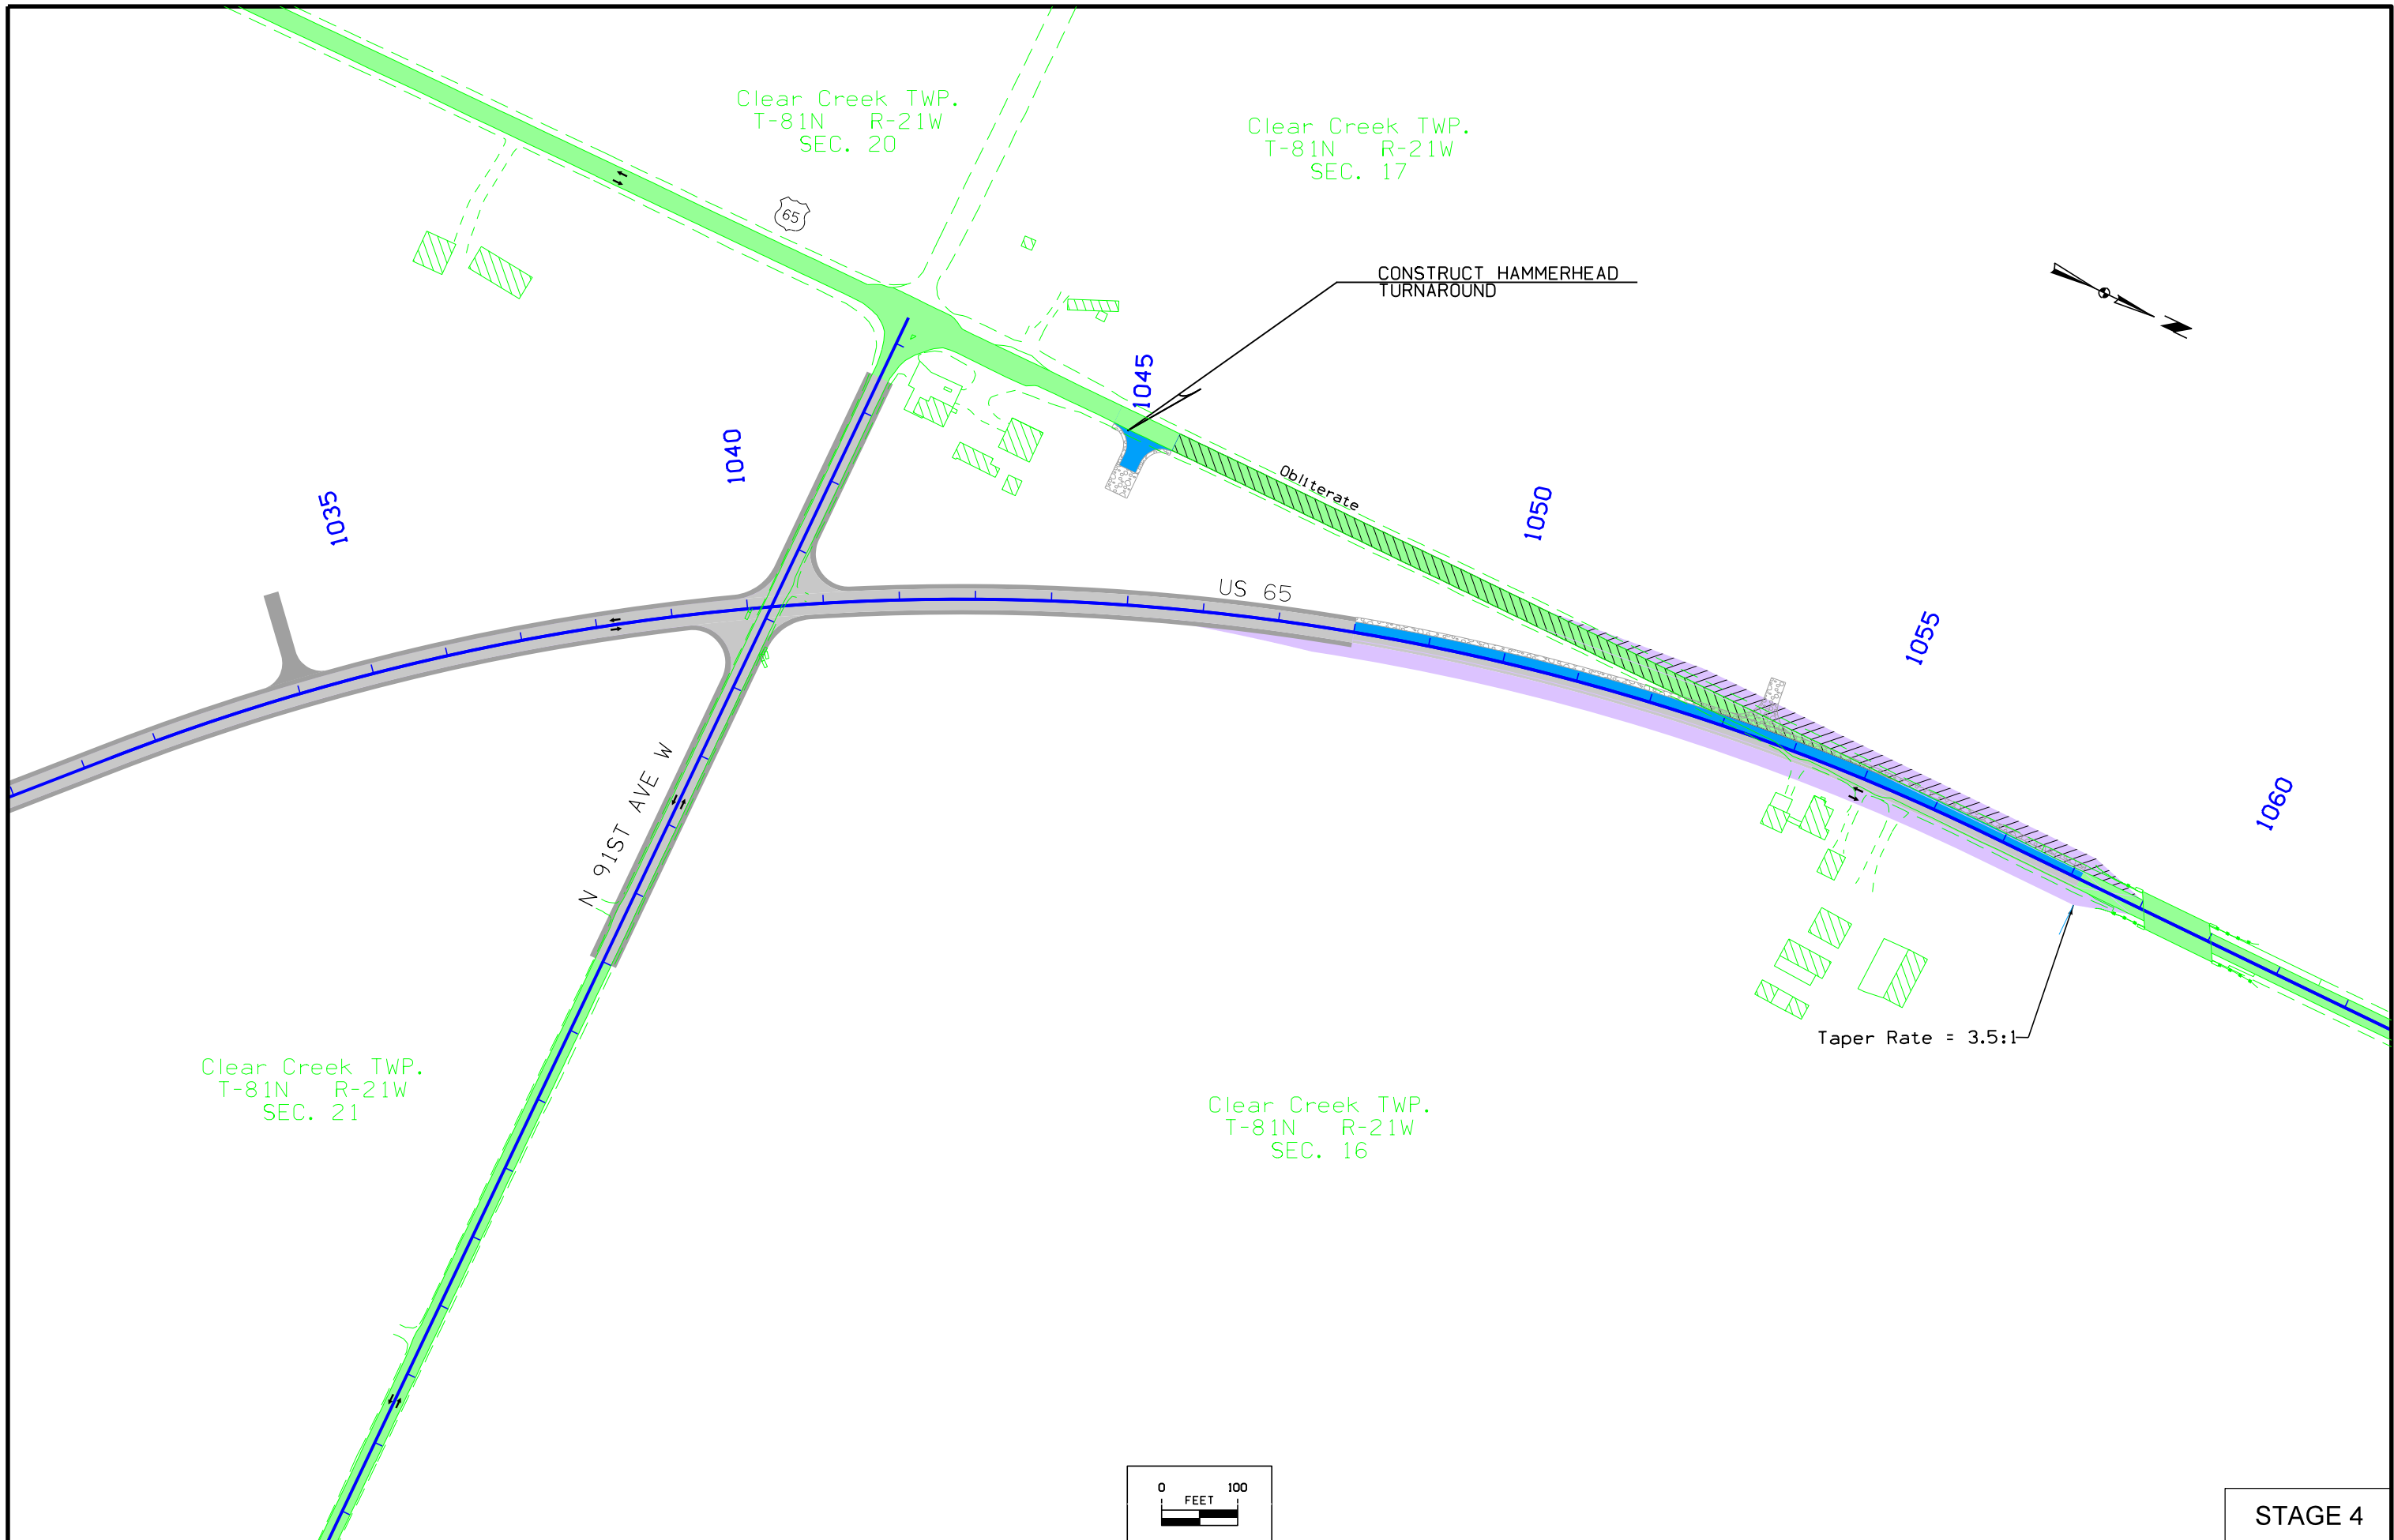 Clear Creek TWP.
T-81N R-21W
SEC. 20
Clear Creek TWP.
T-81N R-21W
SEC. 17
65
CONSTRUCT HAMMERHEAD
TURNAROUND
N
1045
1040
1035
Obliterate
1050
US 65
1055
1060
N 91ST AVE W
Taper Rate = 3.5:1
Clear Creek TWP.
T-81N R-21W
SEC. 21
Clear Creek TWP.
T-81N R-21W
SEC. 16
0 100
FEET
STAGE 4